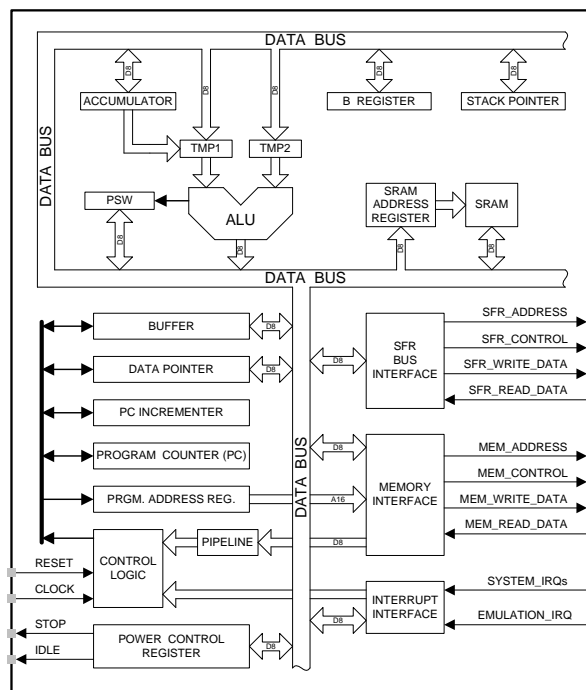 DATA BUS
D8
D8
D8
D8
D8
ACCUMULATOR
B REGISTER
STACK POINTER
DATA BUS
TMP1
TMP2
PSW
ALU
SRAM
ADDRESS
REGISTER
SRAM
D8
D8
D8
D8
DATA BUS
BUFFER
D8
SFR_ADDRESS
SFR_CONTROL
SFR
BUS
INTERFACE
D8
SFR_WRITE_DATA
SFR_READ_DATA
DATA POINTER
D8
PC INCREMENTER
PROGRAM COUNTER (PC)
DATA BUS
D8
MEM_ADDRESS
MEM_CONTROL
MEMORY
INTERFACE
MEM_WRITE_DATA
MEM_READ_DATA
PRGM. ADDRESS REG.
A16
PIPELINE
D8
RESET
CONTROL
LOGIC
CLOCK
SYSTEM_IRQs
INTERRUPT
INTERFACE
EMULATION_IRQ
D8
STOP
POWER CONTROL
REGISTER
D8
IDLE